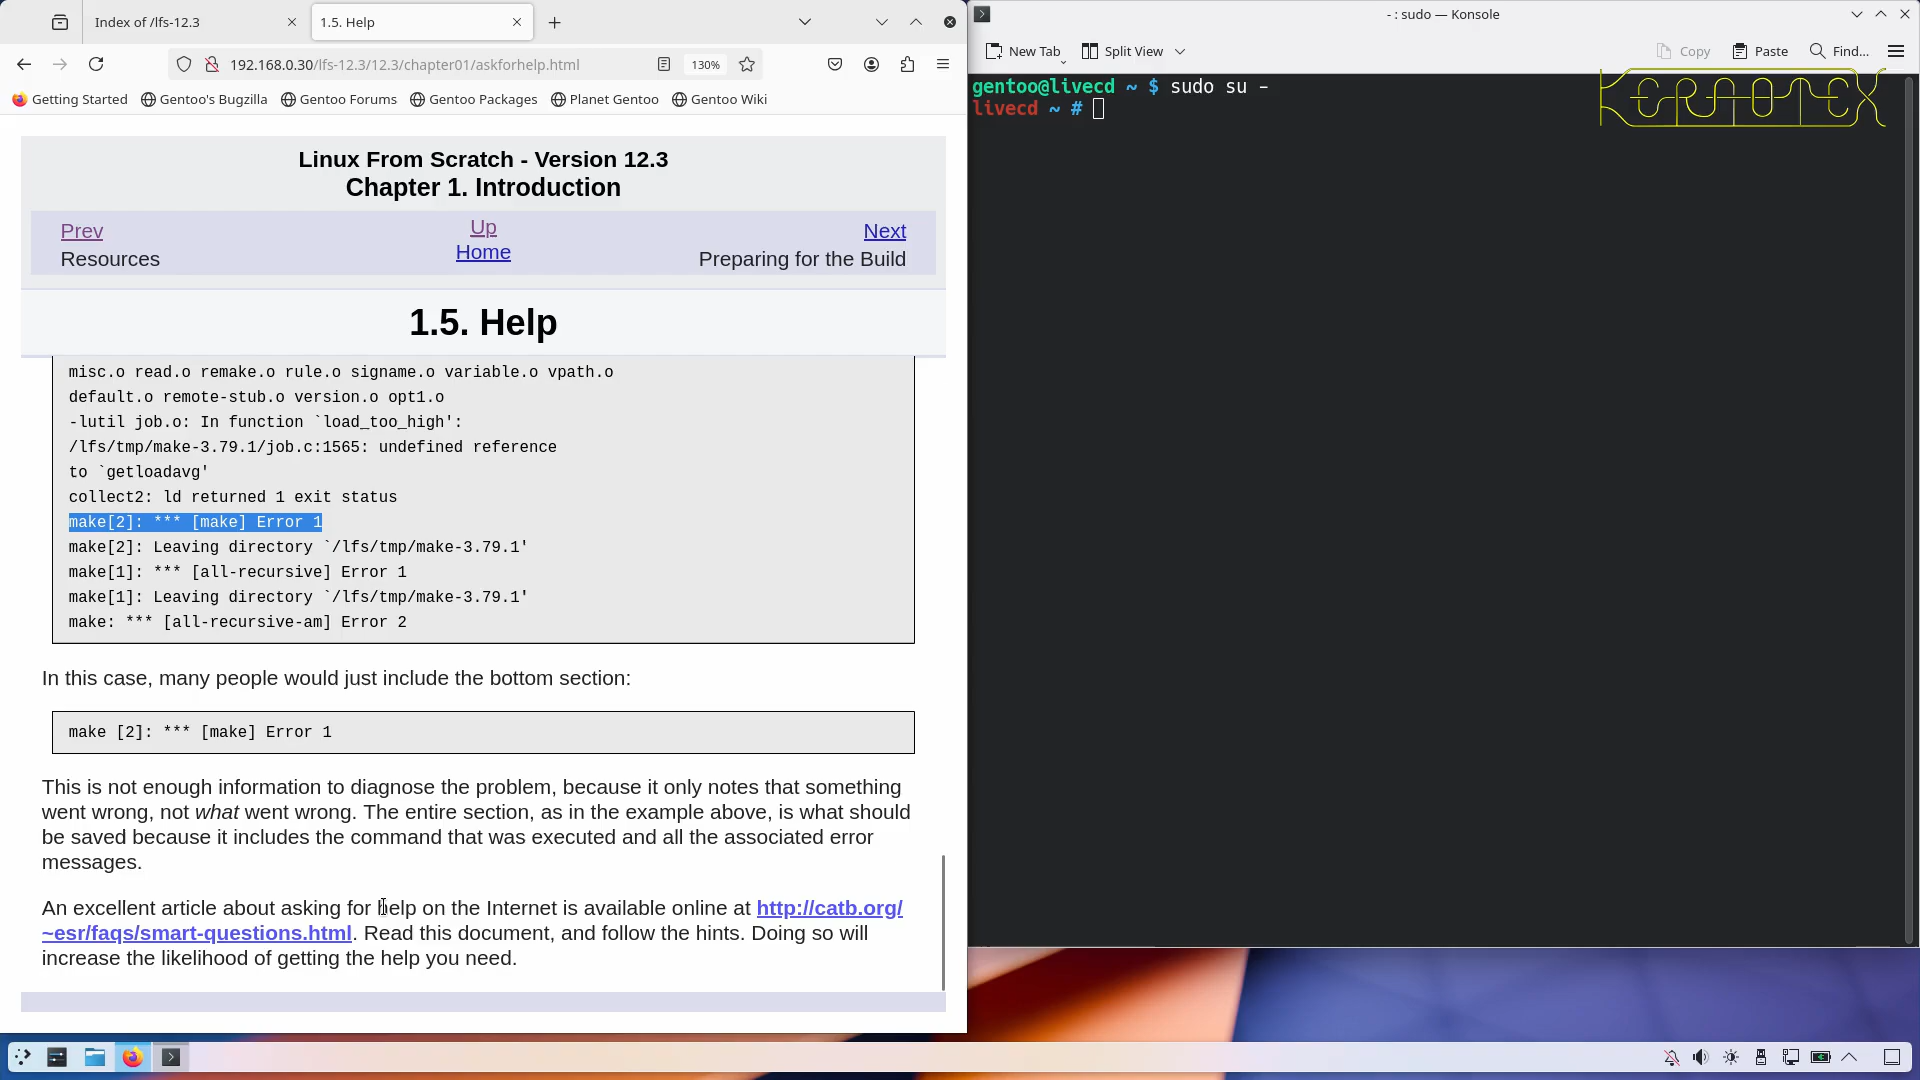 Index of /lfs-12.3
1.5. Help
192.168.0.30/lfs-12.3/12.3/chapter01/askforhelp.html
130%
Getting Started
Gentoo's Bugzilla
Gentoo Forums
Gentoo Packages
Planet Gentoo
Gentoo Wiki
Linux From Scratch - Version 12.3
Chapter 1. Introduction
Prev
Up
Next
Resources
Home
Preparing for the Build
1.5. Help
misc.o read.o remake.o rule.o signame.o variable.o vpath.o
default.o remote-stub.o version.o opt1.o
-lutil job.o: In function `load_too_high':
/lfs/tmp/make-3.79.1/job.c:1565: undefined reference
to `getloadavg'
collect2: ld returned 1 exit status
make[2]: *** [make] Error 1
make[2]: Leaving directory `/lfs/tmp/make-3.79.1'
make[1]: *** [all-recursive] Error 1
make[1]: Leaving directory `/lfs/tmp/make-3.79.1'
make: *** [all-recursive-am] Error 2
In this case, many people would just include the bottom section:
make [2]: *** [make] Error 1
This is not enough information to diagnose the problem, because it only notes that something
went wrong, not what went wrong. The entire section, as in the example above, is what should
be saved because it includes the command that was executed and all the associated error
messages.
An excellent article about asking for help on the Internet is available online at http://catb.org/
~esr/faqs/smart-questions.html. Read this document, and follow the hints. Doing so will
increase the likelihood of getting the help you need.
- : sudo — Konsole
New Tab
Split View
Copy
Paste
Find...
gentoo@livecd ~ $ sudo su -
livecd ~ #
KERAOTEX